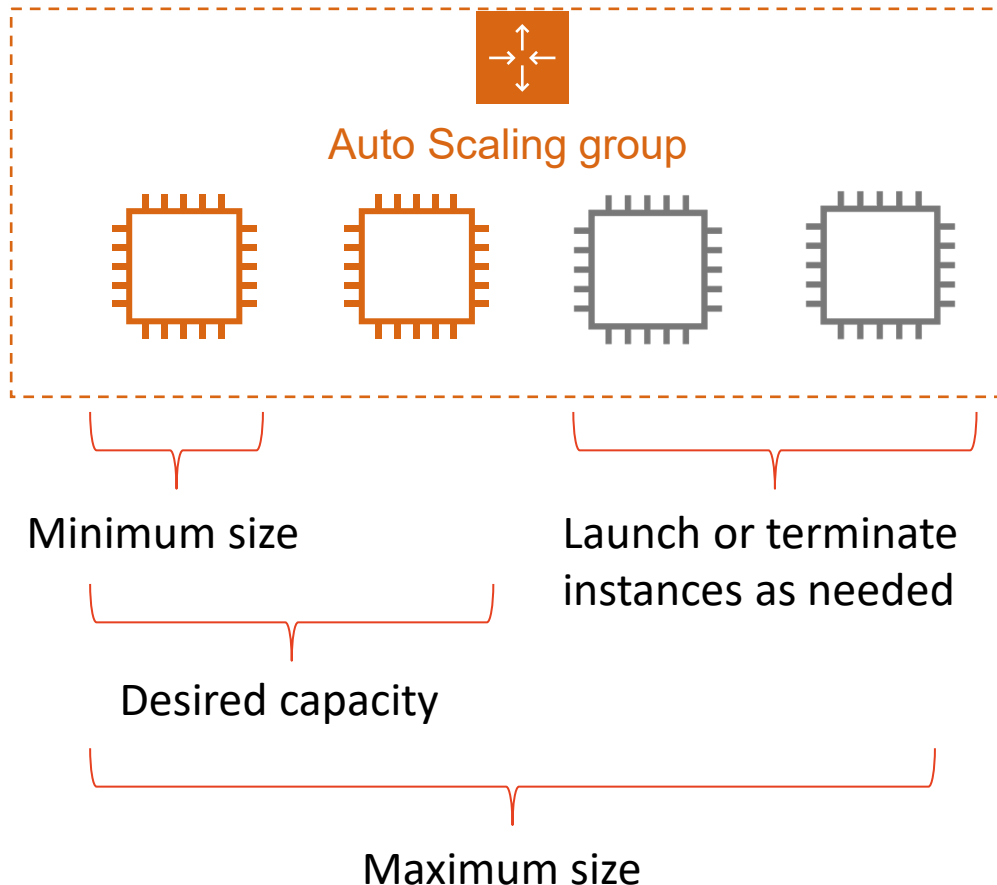 Auto Scaling group
Minimum size
Launch or terminate
instances as needed
Desired capacity
Maximum size